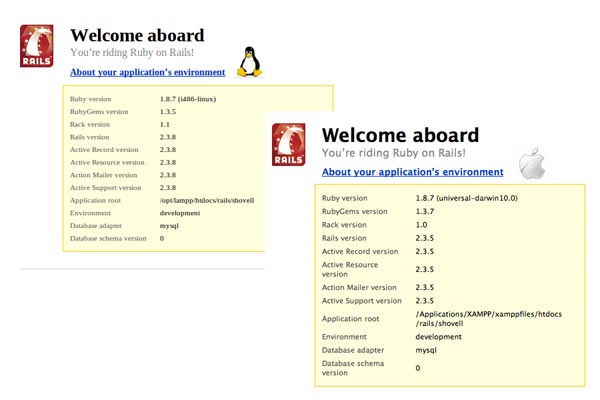 RAILS
Welcome aboard
You're riding Ruby on Rails!
About your application's environment
Ruby version 1.8.7 (i486-linux)
RubyGems version 1.3.5
Rack version 1.1
Rails version 2.3.8
Active Record version 2.3.8
Active Resource version 2.3.8
Action Mailer version 2.3.8
Active Support version 2.3.8
Application root /opt/lampp/htdocs/rails/shovell
Environment development
Database adapter mysql
Database schema version 0
RAILS
Welcome aboard
You're riding Ruby on Rails!
About your application's environment
Ruby version 1.8.7 (universal-darwin10.0)
RubyGems version 1.3.7
Rack version 1.0
Rails version 2.3.5
Active Record version 2.3.5
Active Resource
version 2.3.5
Action Mailer version 2.3.5
Active Support version 2.3.5
Application root /Applications/XAMPP/xamppfiles/htdocs
/rails/shovell
Environment development
Database adapter mysql
Database schema
version 0